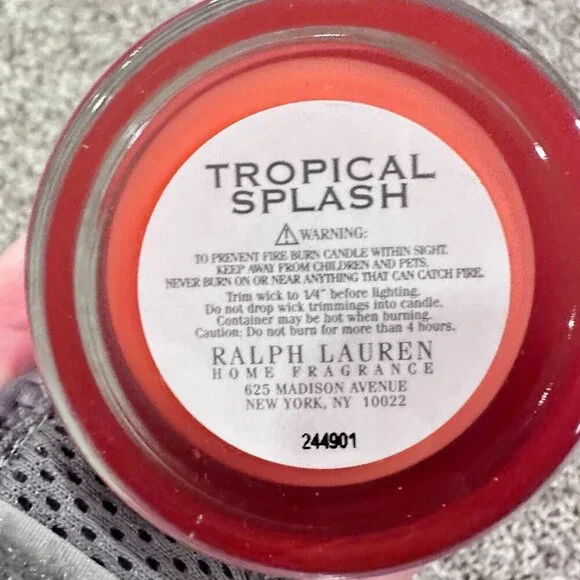 TROPICAL
SPLASH
⚠WARNING:
TO PREVENT FIRE BURN CANDLE WITHIN SIGHT.
KEEP AWAY FROM CHILDREN AND PETS.
NEVER BURN ON OR NEAR ANYTHING THAT CAN CATCH FIRE.
Trim wick to 1/4" before lighting.
Do not drop wick trimmings into candle.
Container may be hot when burning.
Caution: Do not burn for more than 4 hours.
RALPH LAUREN
HOME FRAGRANCE
625 MADISON AVENUE
NEW YORK, NY 10022
244901